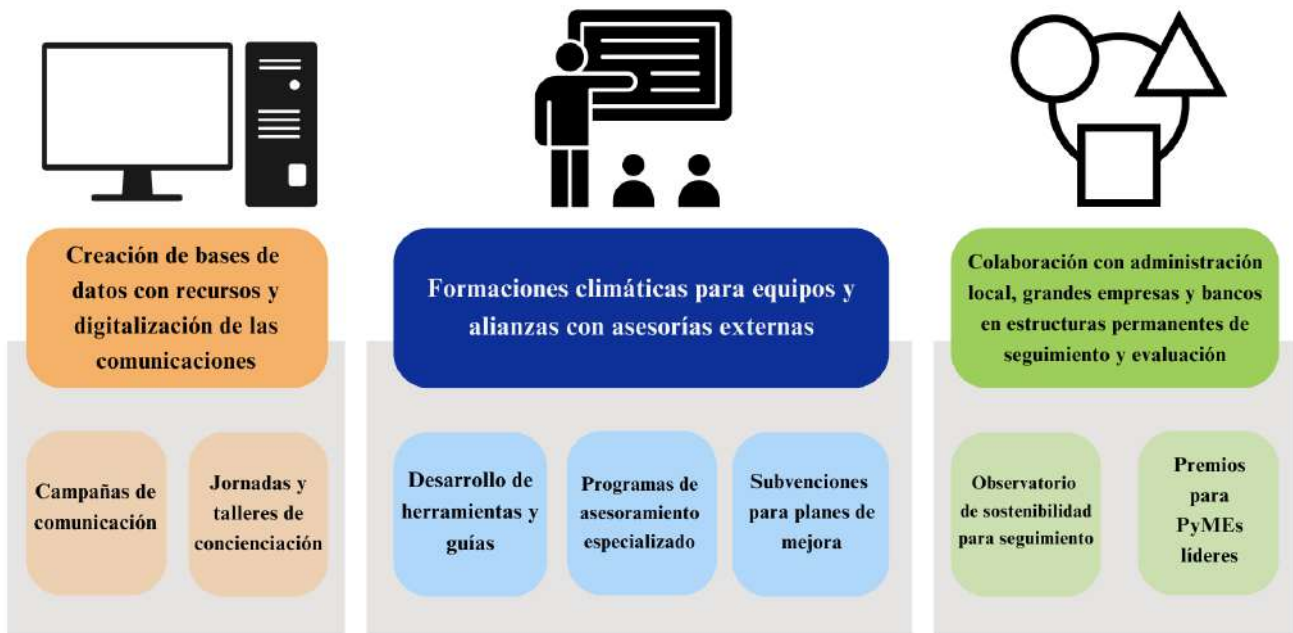 Creación de bases de
datos con recursos y
digitalización de las
comunicaciones
Formaciones climáticas para equipos y
alianzas con asesorías externas
Colaboración con administración
local, grandes empresas y bancos
en estructuras permanentes de
seguimiento y evaluación
Campañas de
comunicación
Jornadas y
talleres de
concienciación
Desarrollo de
herramientas y
guías
Programas de
asesoramiento
especializado
Subvenciones
para planes de
mejora
Observatorio
de sostenibilidad
para seguimiento
Premios
para
PyMEs
líderes